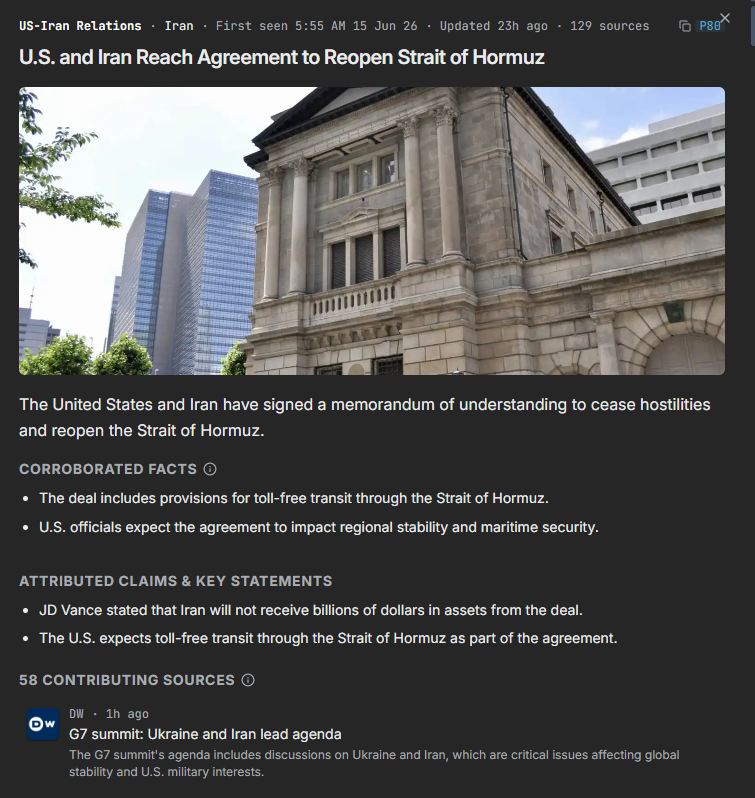 US-Iran Relations · Iran · First seen 5:55 AM 15 Jun 26 · Updated 23h ago · 129 sources P80
U.S. and Iran Reach Agreement to Reopen Strait of Hormuz
The United States and Iran have signed a memorandum of understanding to cease hostilities
and reopen the Strait of Hormuz.
CORROBORATED FACTS
• The deal includes provisions for toll-free transit through the Strait of Hormuz.
• U.S. officials expect the agreement to impact regional stability and maritime security.
ATTRIBUTED CLAIMS & KEY STATEMENTS
• JD Vance stated that Iran will not receive billions of dollars in assets from the deal.
• The U.S. expects toll-free transit through the Strait of Hormuz as part of the agreement.
58 CONTRIBUTING SOURCES
DW
DW · 1h ago
G7 summit: Ukraine and Iran lead agenda
The G7 summit's agenda includes discussions on Ukraine and Iran, which are critical issues affecting global
stability and U.S. military interests.